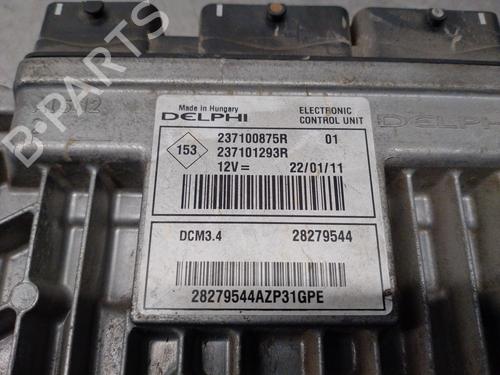 Made in Hungary
DELPHI
ELECTRONIC
CONTROL UNIT
153
237100875R 01
237101293R
12V= 22/01/11
DCM3.4 28279544
28279544AZP31GPE
DELPHI
12
B-PARTS